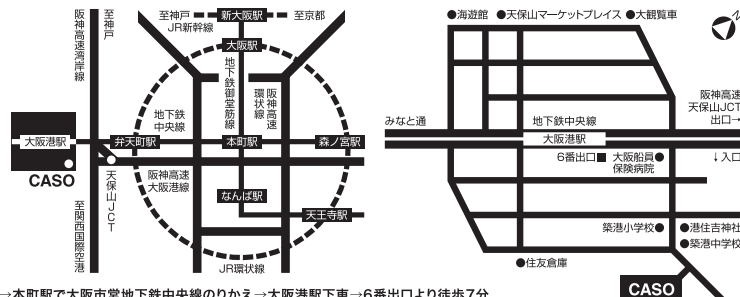 至神戸
新大阪駅
至京都
JR新幹線
阪神高速湾岸線
至神戸
大阪駅
地下鉄御堂筋線
阪神高速
環状線
地下鉄
中央線
大阪港駅
弁天町駅
本町駅
森ノ宮駅
CASO
天保山JCT
阪神高速
大阪港線
なんば駅
天王寺駅
至関西国際空港
JR環状線
→本町駅で大阪市営地下鉄中央線のりかえ→大阪港駅下車→6番出口より徒歩7分
●海遊館
●天保山マーケットプレイス
●大観覧車
N
阪神高速
天保山JCT
出口→
みなと通
地下鉄中央線
大阪港駅
6番出口■
大阪船員●
保険病院
↓入口
築港小学校●
●港住吉神社
●築港中学校
●住友倉庫
CASO